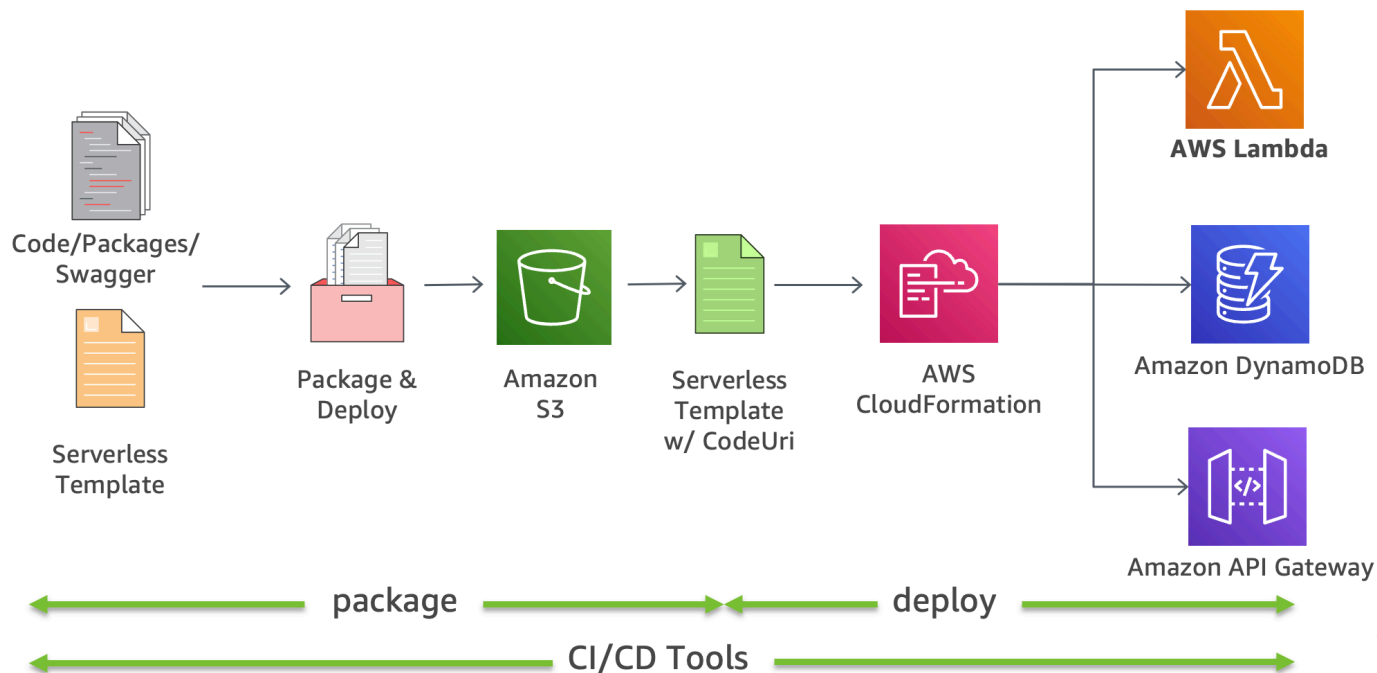 AWS Lambda
Code/Packages/
Swagger
Package &
Deploy
Amazon
S3
Serverless
Template
w/ CodeUri
AWS
CloudFormation
Amazon DynamoDB
Serverless
Template
</>
Amazon API Gateway
package
deploy
CI/CD Tools